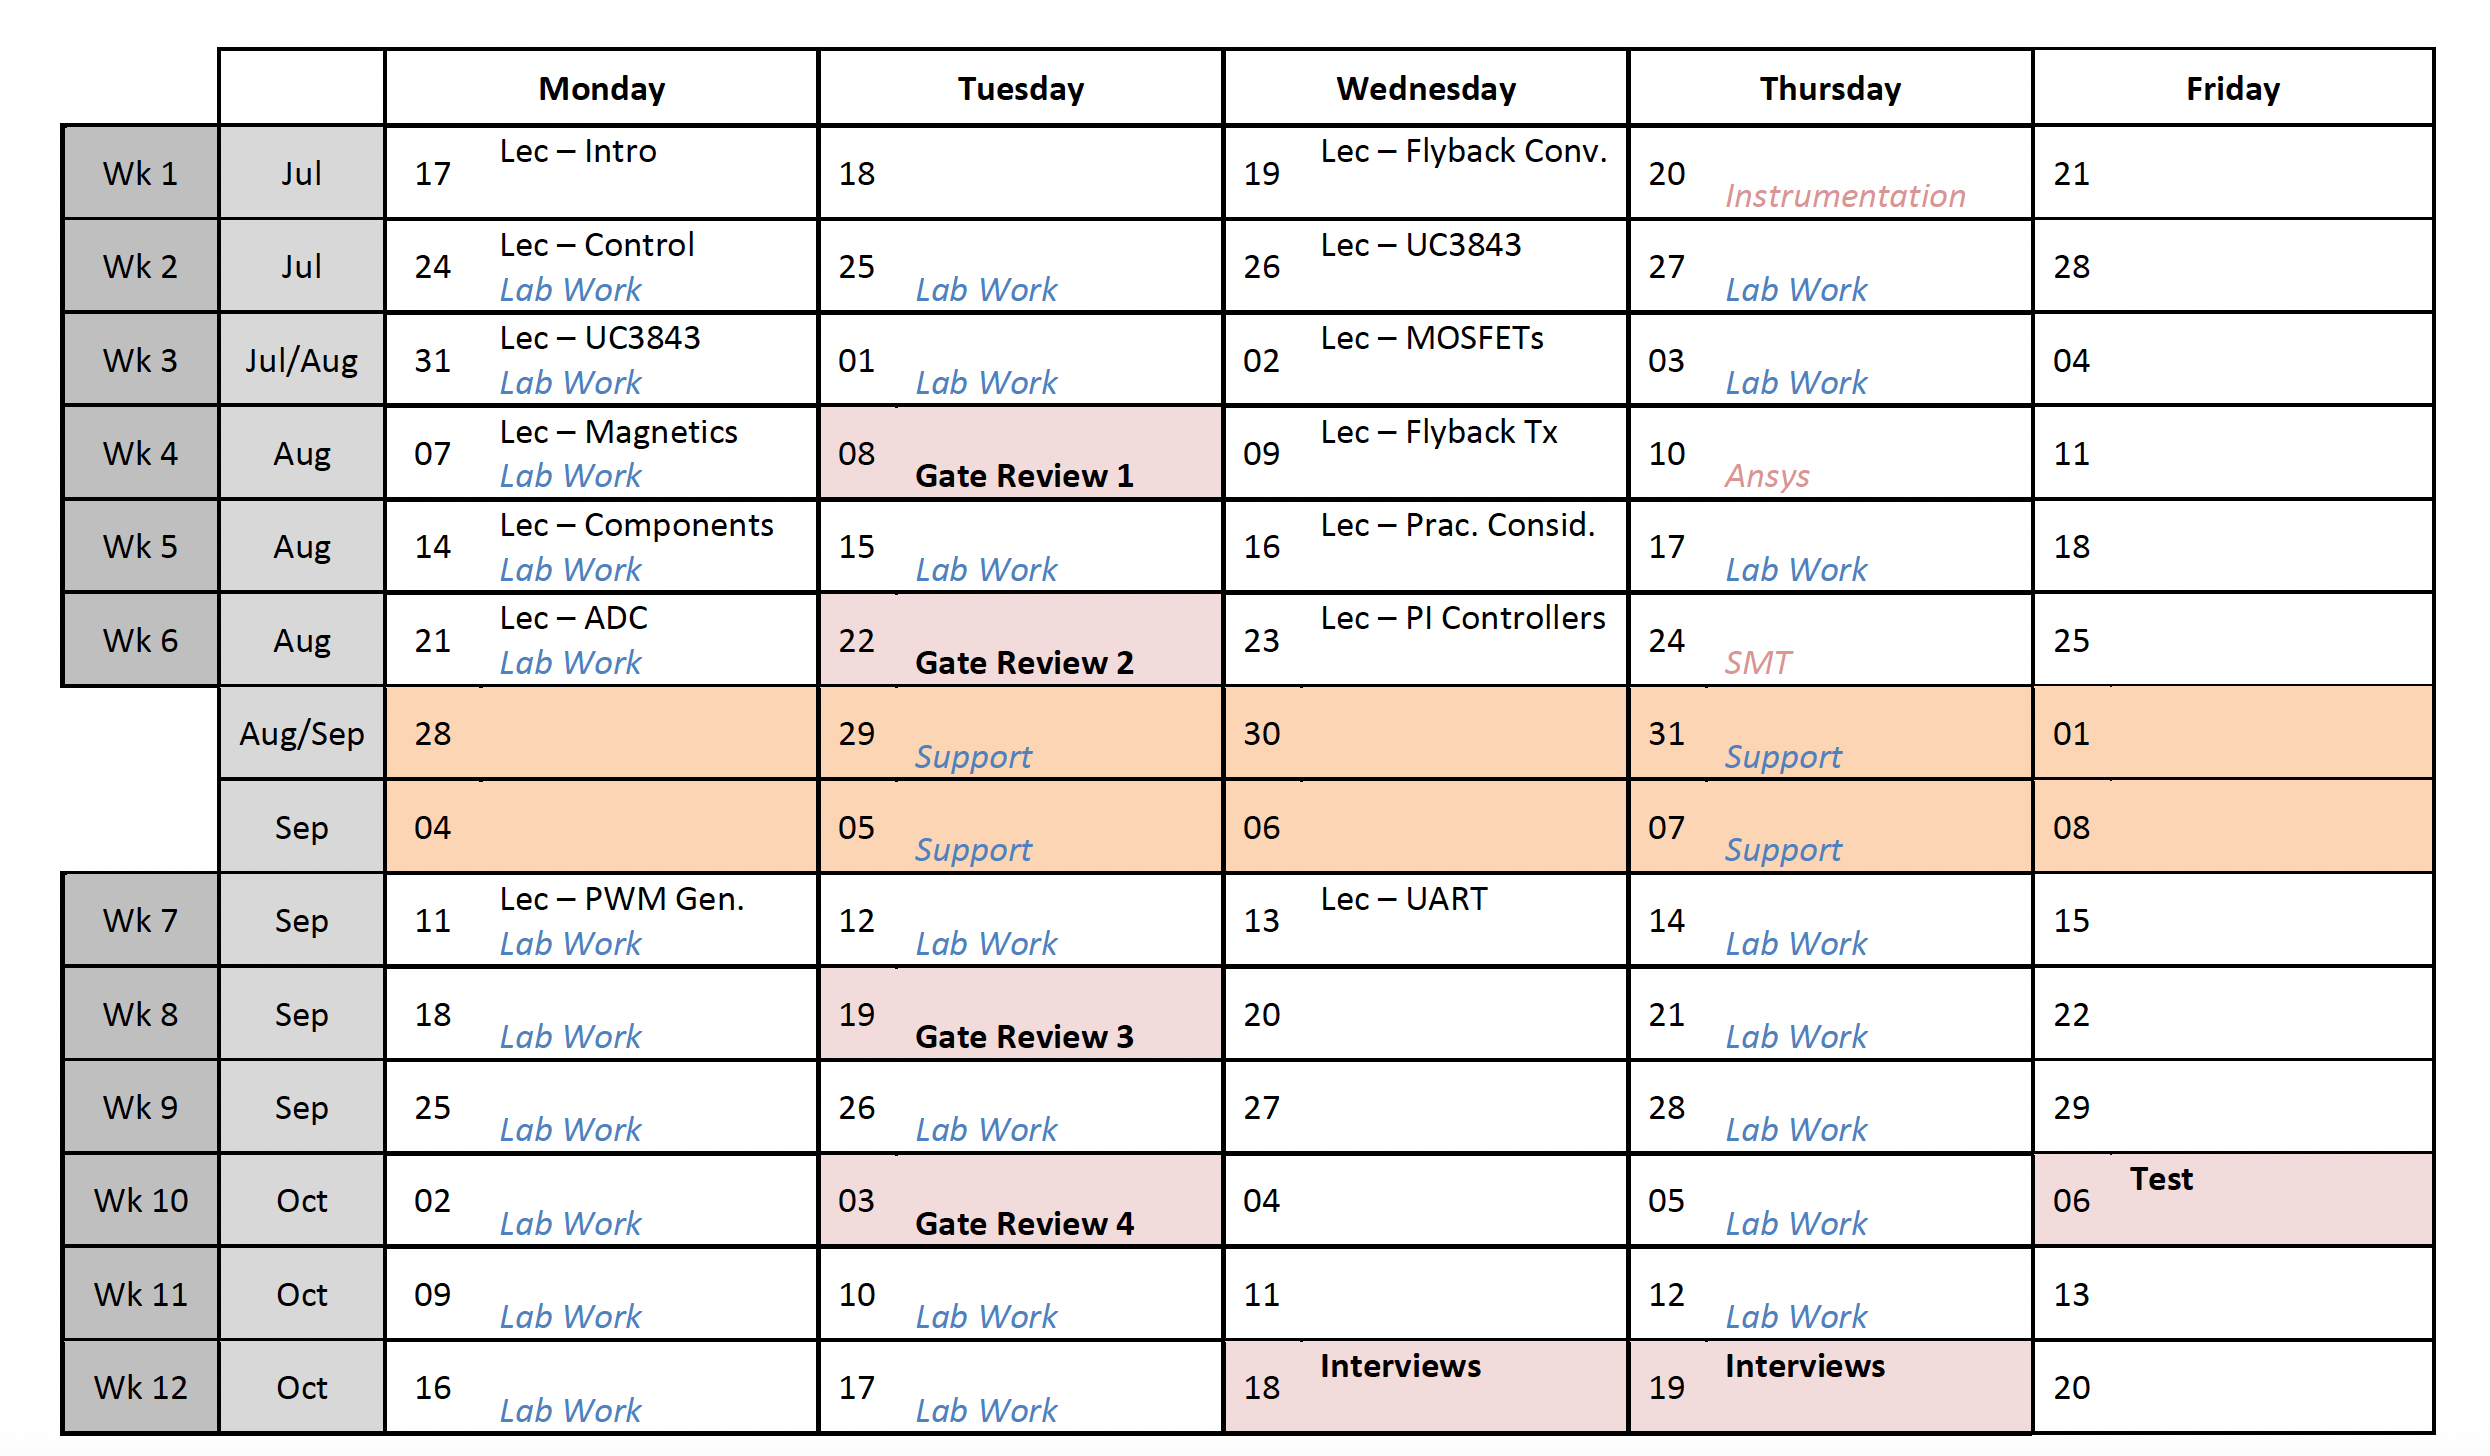 Monday Tuesday Wednesday Thursday Friday
Wk 1 Jul 17 Lec – Intro 18 19 Lec – Flyback Conv. 20 Instrumentation 21
Wk 2 Jul 24 Lec – Control Lab Work 25 Lab Work 26 Lec – UC3843 27 Lab Work 28
Wk 3 Jul/Aug 31 Lec – UC3843 Lab Work 01 Lab Work 02 Lec – MOSFETs 03 Lab Work 04
Wk 4 Aug 07 Lec – Magnetics Lab Work 08 Gate Review 1 09 Lec – Flyback Tx 10 Ansys 11
Wk 5 Aug 14 Lec – Components Lab Work 15 Lab Work 16 Lec – Prac. Consid. 17 Lab Work 18
Wk 6 Aug 21 Lec – ADC Lab Work 22 Gate Review 2 23 Lec – PI Controllers 24 SMT 25
Aug/Sep 28 29 Support 30 31 Support 01
Sep 04 05 Support 06 07 Support 08
Wk 7 Sep 11 Lec – PWM Gen. Lab Work 12 Lab Work 13 Lec – UART 14 Lab Work 15
Wk 8 Sep 18 Lab Work 19 Gate Review 3 20 21 Lab Work 22
Wk 9 Sep 25 Lab Work 26 Lab Work 27 28 Lab Work 29
Wk 10 Oct 02 Lab Work 03 Gate Review 4 04 05 Lab Work 06 Test
Wk 11 Oct 09 Lab Work 10 Lab Work 11 12 Lab Work 13
Wk 12 Oct 16 Lab Work 17 Lab Work 18 Interviews 19 Interviews 20